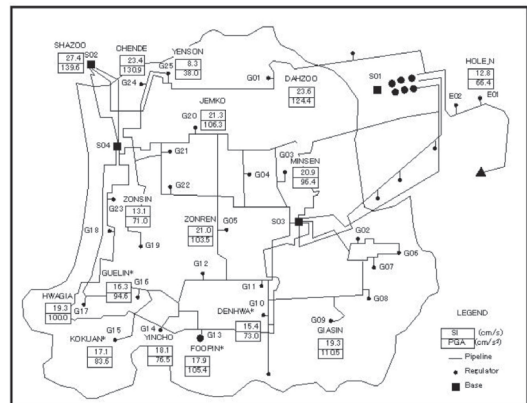 SHAZOO
S02
27.4
139.6
OHENDE
23.4
130.9
G24
YENSON
G25
8.3
38.0
G01
DAHZOO
23.6
124.4
S01
HOLE,N
12.8
66.4
E02
E01
JEMKO
21.3
106.3
G20
S04
G21
G22
G03
G04
MINSEN
20.9
96.4
ZONSIN
13.1
71.0
G23
G18
G19
ZONREN
21.0
103.5
G05
S03
G02
G06
G07
G08
GUELIN*
16.3
94.6
G16
G12
G11
HWAGIA
19.3
100.0
G17
G10
DENHWA*
15.4
73.0
G09
GIASIN
19.3
110.5
KOKUAN*
17.1
83.6
G15
G14
YINCHO
18.1
76.5
G13
FOOPIN*
17.9
105.4
LEGEND
SI (cm/s)
PGA (cm/s²)
Pipeline
Regulator
Base